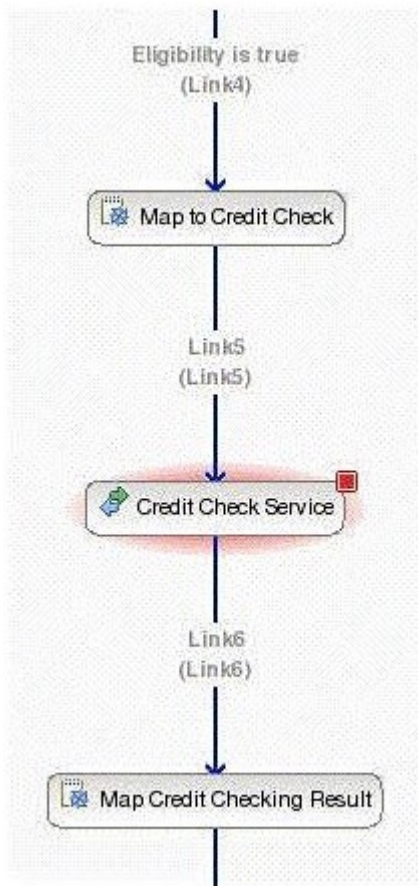 Eligibility is true
(Link4)
Map to Credit Check
Link5
(Link5)
Credit Check Service
Link6
(Link6)
Map Credit Checking Result